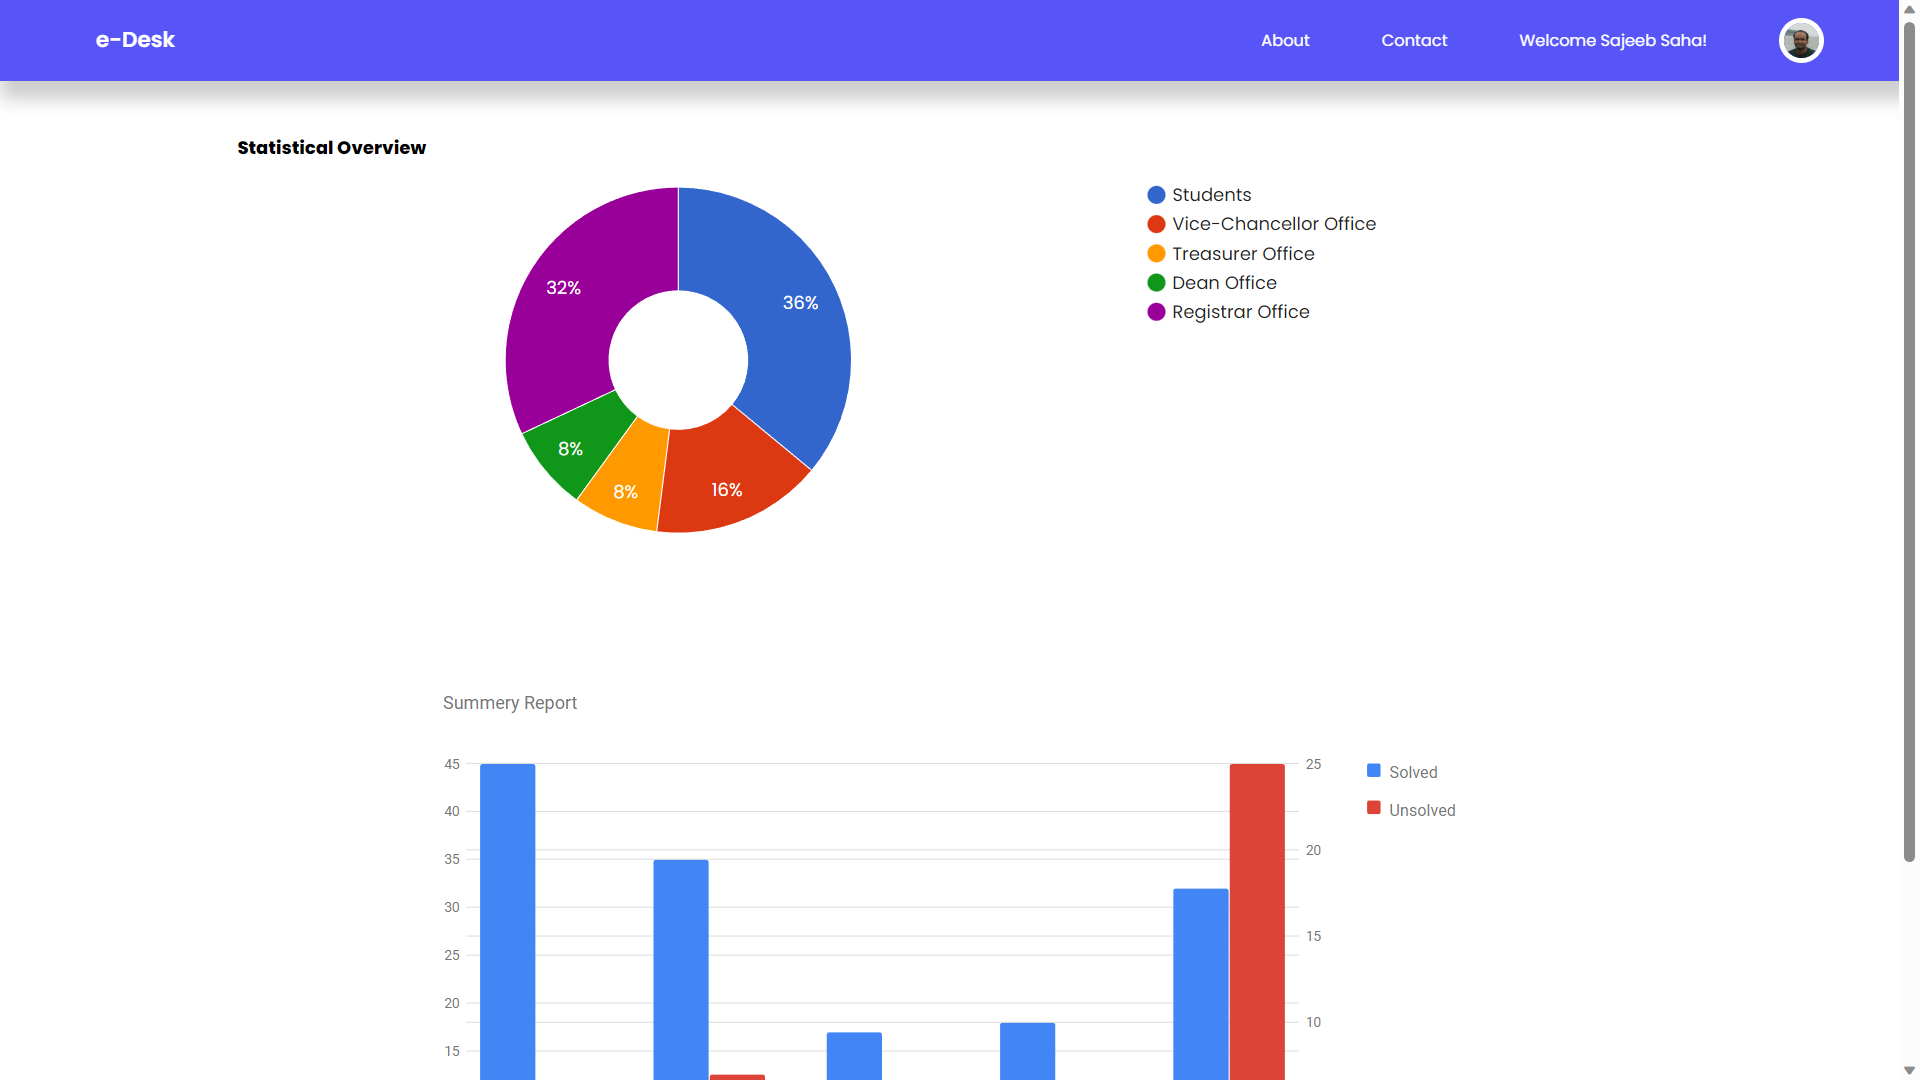 e-Desk
About
Contact
Welcome Sajeeb Saha!
Statistical Overview
32%
36%
8%
8%
16%
Students
Vice-Chancellor Office
Treasurer Office
Dean Office
Registrar Office
Summery Report
45
40
35
30
25
20
15
25
20
15
10
Solved
Unsolved